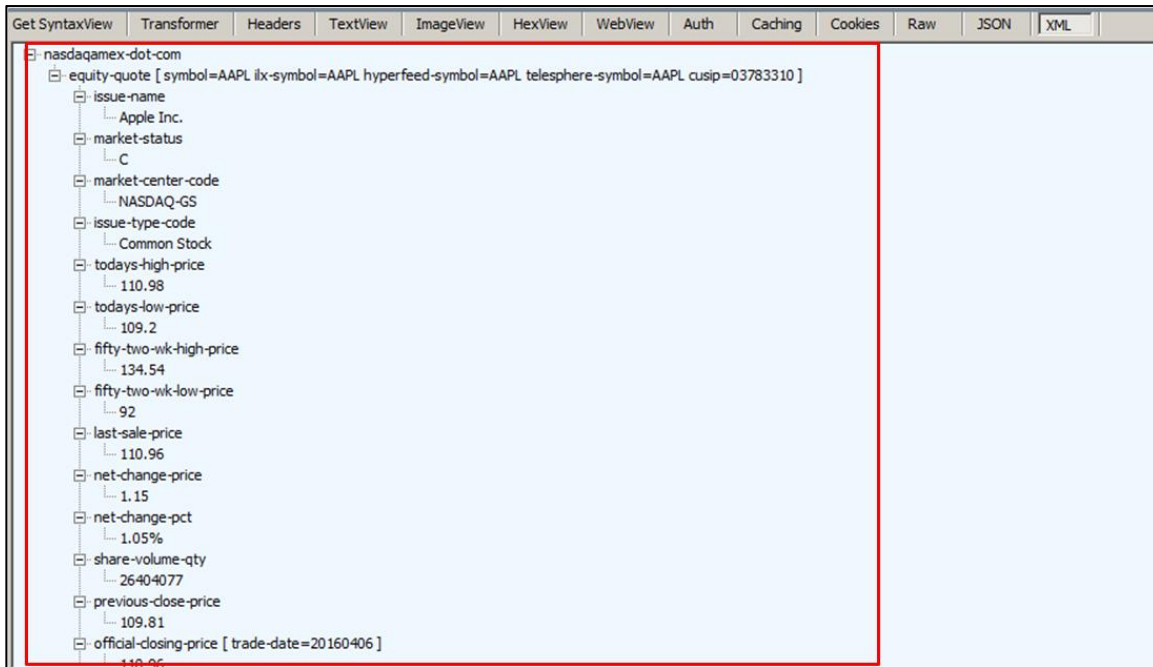 Get SyntaxView Transformer Headers TextView ImageView HexView WebView Auth Caching Cookies Raw JSON XML
nasdaqamex-dot-com
equity-quote [ symbol=AAPL ilx-symbol=AAPL hyperfeed-symbol=AAPL telesphere-symbol=AAPL cusip=03783310 ]
issue-name
Apple Inc.
market-status
C
market-center-code
NASDAQ-GS
issue-type-code
Common Stock
todays-high-price
110.98
todays-low-price
109.2
fifty-two-wk-high-price
134.54
fifty-two-wk-low-price
92
last-sale-price
110.96
net-change-price
1.15
net-change-pct
1.05%
share-volume-qty
26404077
previous-close-price
109.81
official-closing-price [ trade-date=20160406 ]
110.96